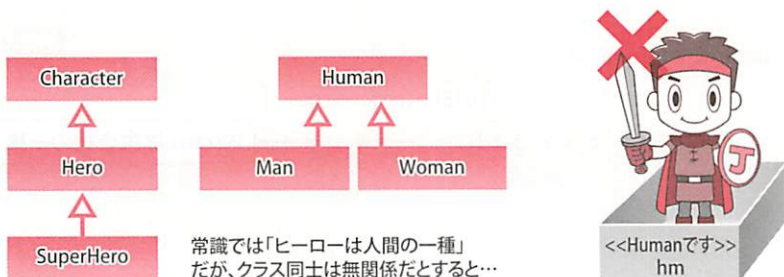 Character
Hero
SuperHero
Human
Man
Woman
常識では「ヒーローは人間の一種」
だが、クラス同士は無関係だとすると…
J
<<Humanです>>
hm